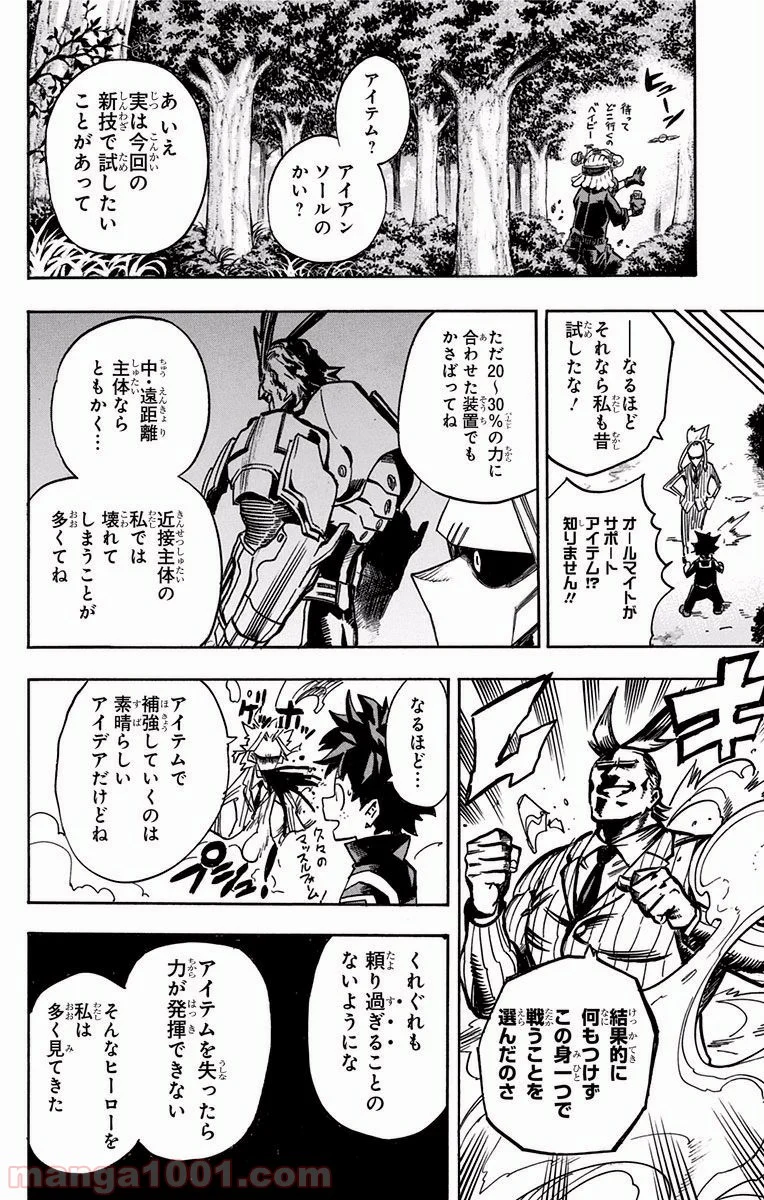 ヒューン
待って
どこ行くの
ベイビー
アイテム？
アイアン
ソールの
かい？
あいえ
実は今回の
新技で試したい
ことがあって
――なるほど
それなら私も昔
試したな！
オールマイトが
サポート
アイテム!?
知りません!!
ただ20～30％の力に
合わせた装置でも
かさばってね
中・遠距離
主体なら
ともかく…
近接主体の
私では
壊れて
しまうことが
多くてね
結果的に
何もつけず
この身一つで
戦うことを
選んだのさ
なるほど…
久々の
マッスルフォーム！
アイテムで
補強していくのは
素晴らしい
アイデアだけどね
くれぐれも
頼り過ぎることの
ないようにな
アイテムを失ったら
力が発揮できない
そんなヒーローを
私は
多く見てきた
manga1001.com